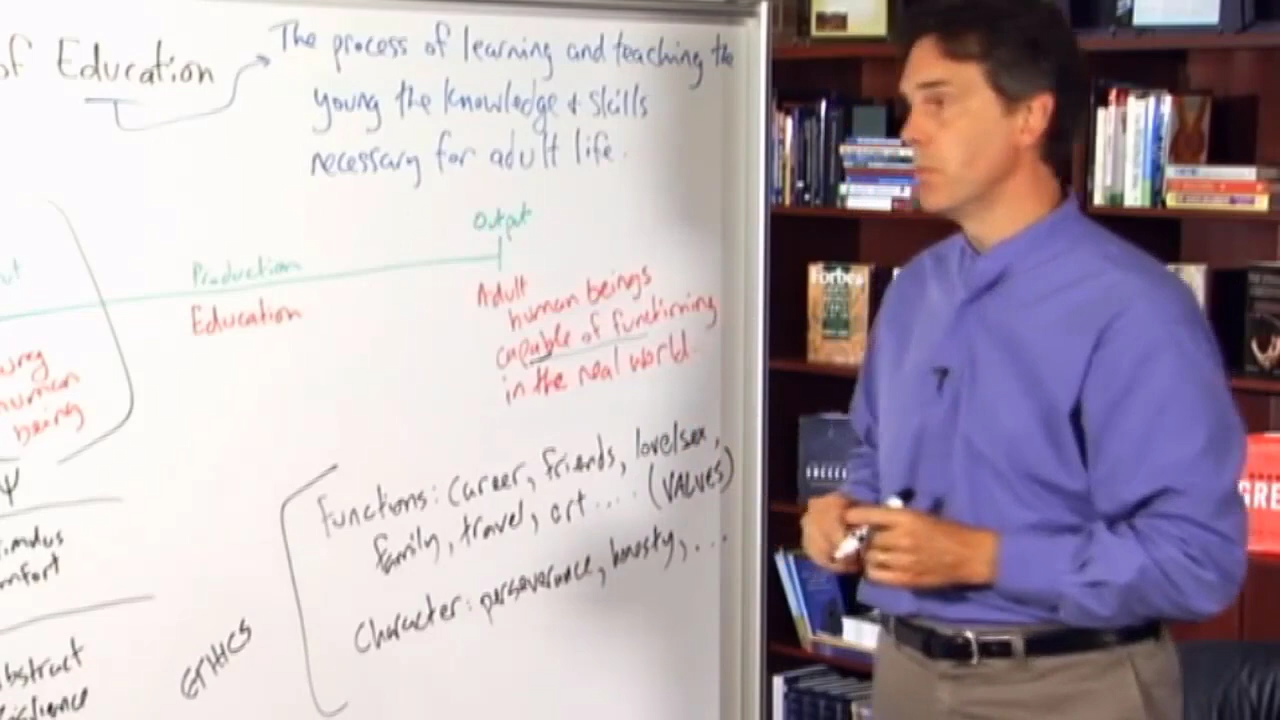 of Education
The process of learning and teaching the
young the knowledge + skills
necessary for adult life.
Output
Production
Education
Adult
human beings
capable of functioning
in the real world.
human
being
Ψ
Functions: career, friends, love/sex,
family, travel, art... (VALUES)
Character: perseverance, honesty, ...
ETHICS
Forbes